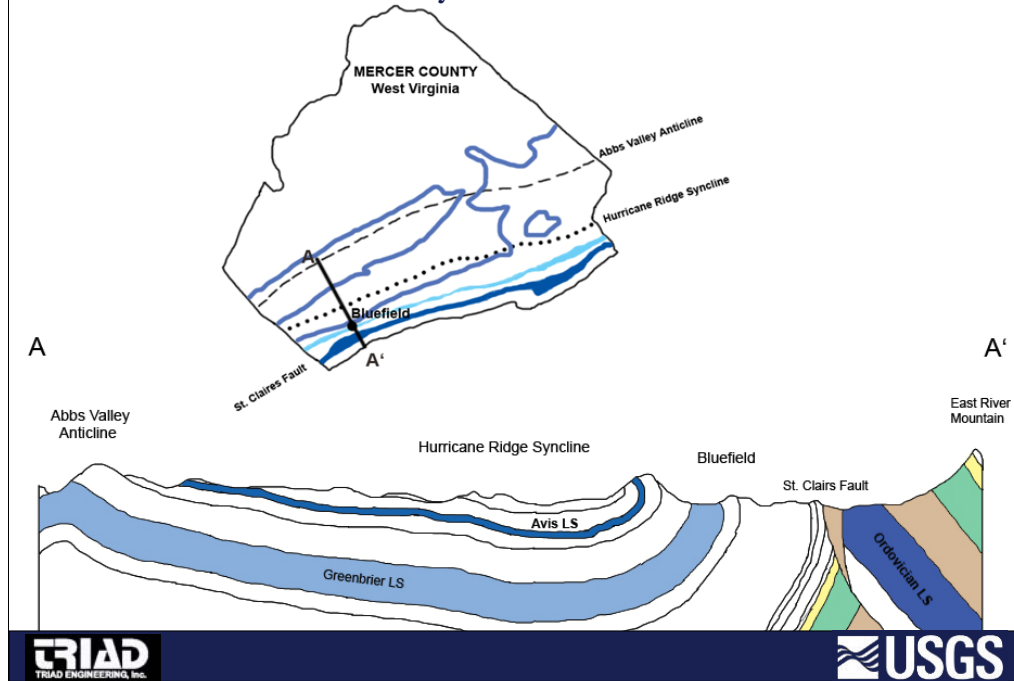 MERCER COUNTY
West Virginia
Abbs Valley Anticline
Hurricane Ridge Syncline
A
Bluefield
A'
St. Claires Fault
A
A'
Abbs Valley
Anticline
Hurricane Ridge Syncline
Bluefield
East River
Mountain
St. Clairs Fault
Avis LS
Greenbrier LS
Ordovician LS
TRIAD
TRIAD ENGINEERING, Inc.
USGS